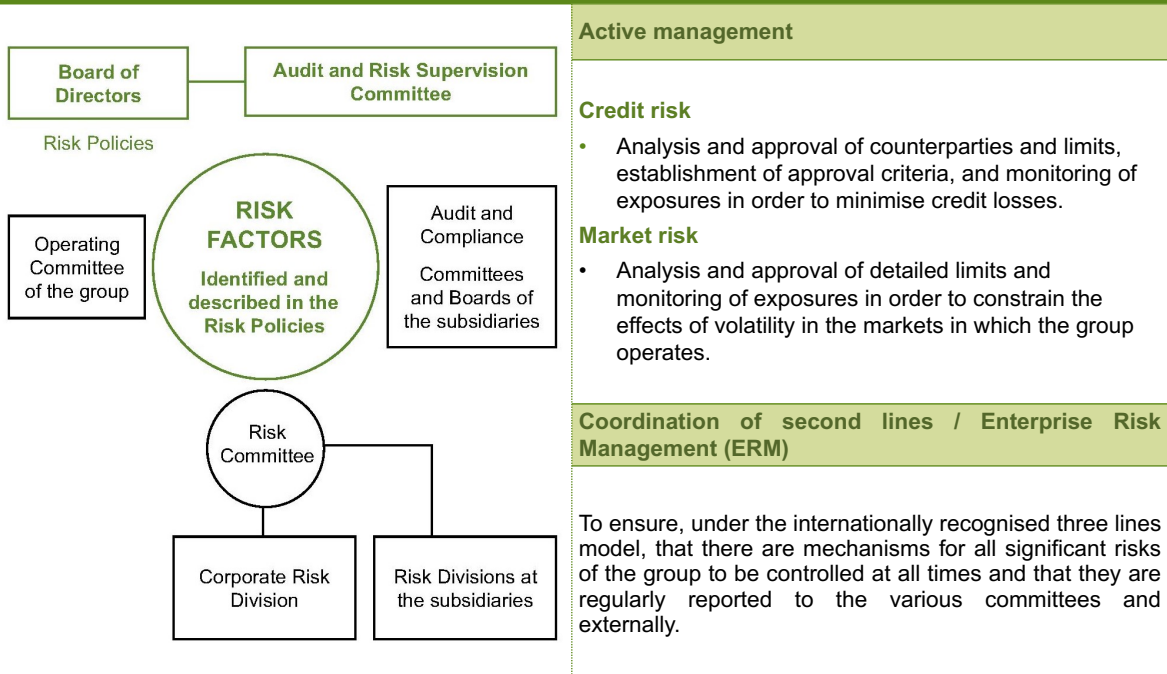 Board of
Directors
Audit and Risk Supervision
Committee
Risk Policies
RISK
FACTORS
Identified and
described in the
Risk Policies
Operating
Committee
of the group
Audit and
Compliance
Committees
and Boards of
the subsidiaries
Risk
Committee
Corporate Risk
Division
Risk Divisions at
the subsidiaries
Active management
Credit risk
• Analysis and approval of counterparties and limits,
establishment of approval criteria, and monitoring of
exposures in order to minimise credit losses.
Market risk
• Analysis and approval of detailed limits and
monitoring of exposures in order to constrain the
effects of volatility in the markets in which the group
operates.
Coordination of second lines / Enterprise Risk
Management (ERM)
To ensure, under the internationally recognised three lines
model, that there are mechanisms for all significant risks
of the group to be controlled at all times and that they are
regularly reported to the various committees and
externally.